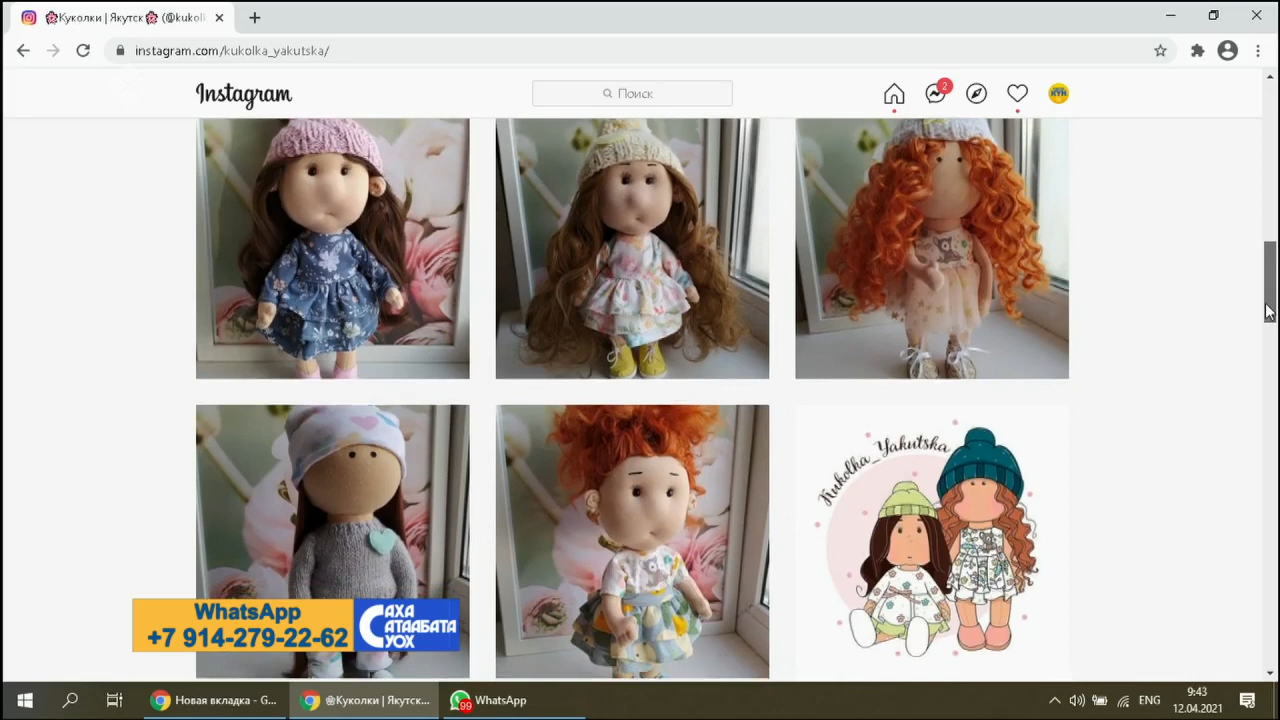 🌸Куколки | Якутск🌸 (@kukol
instagram.com/kukolka_yakutska/
Instagram
Поиск
2
Kukolka_Yakutska
WhatsApp
+7 914-279-22-62
САХА
САТААБАТА
СУОХ
Новая вкладка - G...
🌸Куколки | Якутск...
99
WhatsApp
ENG
9:43
12.04.2021